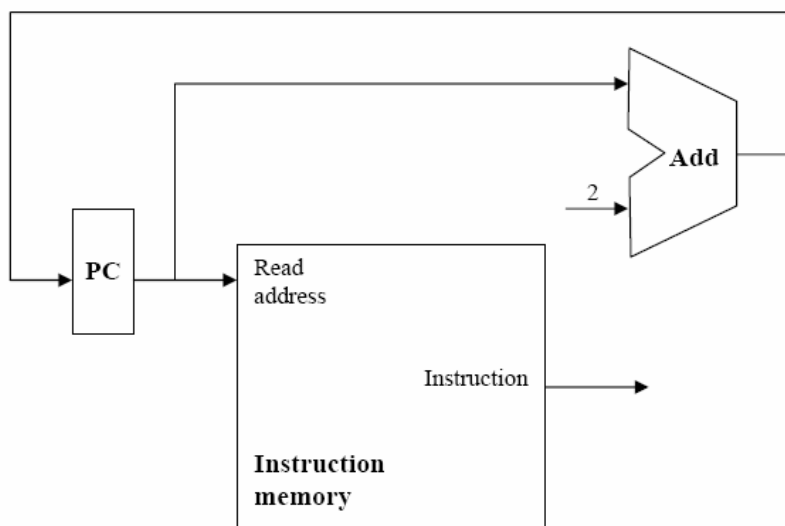 Add
2
PC
Read
address
Instruction
Instruction
memory